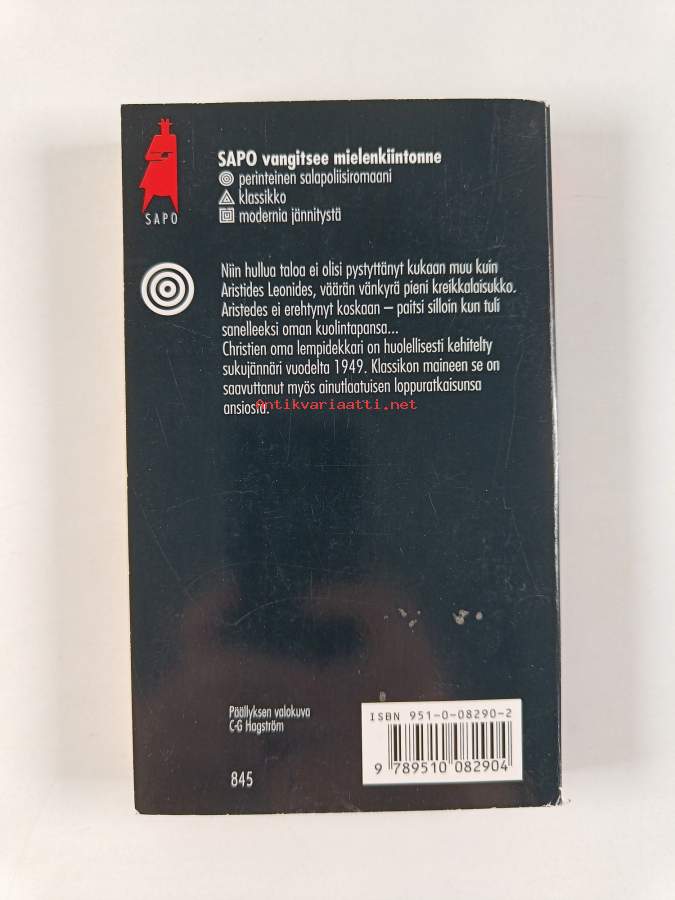 SAPO
SAPO vangitsee mielenkiintonne
perinteinen salapoliisiromaani
klassikko
modernia jännitystä
Niin hullua taloa ei olisi pystyttänyt kukaan muu kuin
Aristides Leonides, väärän vänkyrä pieni kreikkalaisukko.
Aristedes ei erehtynyt koskaan – paitsi silloin kun tuli
sanelleeksi oman kuolintapansa...
Christien oma lempidekkari on huolellisesti kehitelty
sukujännäri vuodelta 1949. Klassikon maineen se on
saavuttanut myös ainutlaatuisen loppuratkaisunsa
ansiosta.
Antikvariaatti.net
Päällyksen valokuva
C-G Hagström
845
ISBN 951-0-08290-2
9 789510 082904